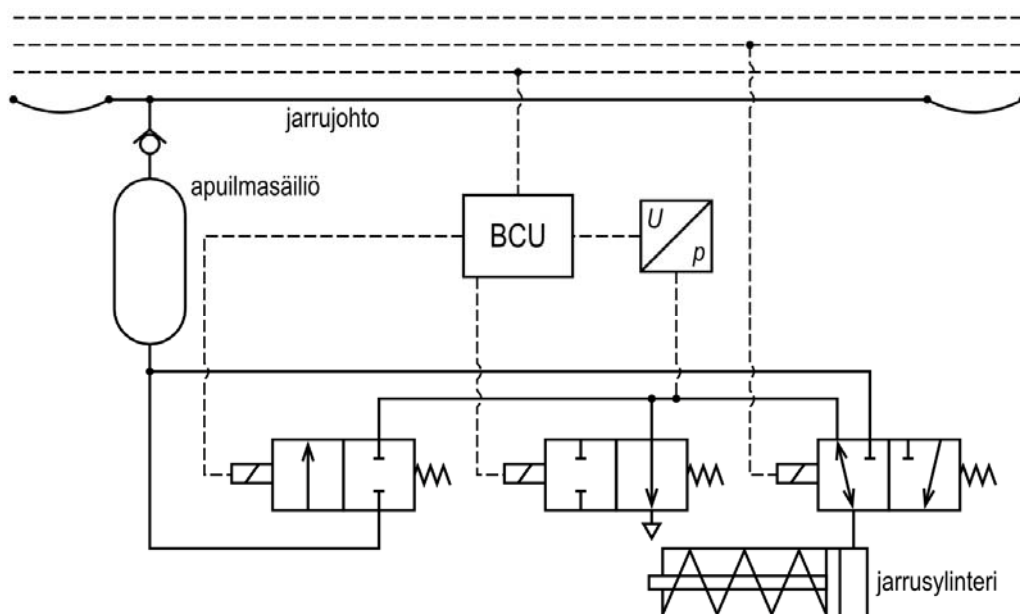 jarrujohto
apuilmasäiliö
BCU
U
p
jarrusylinteri